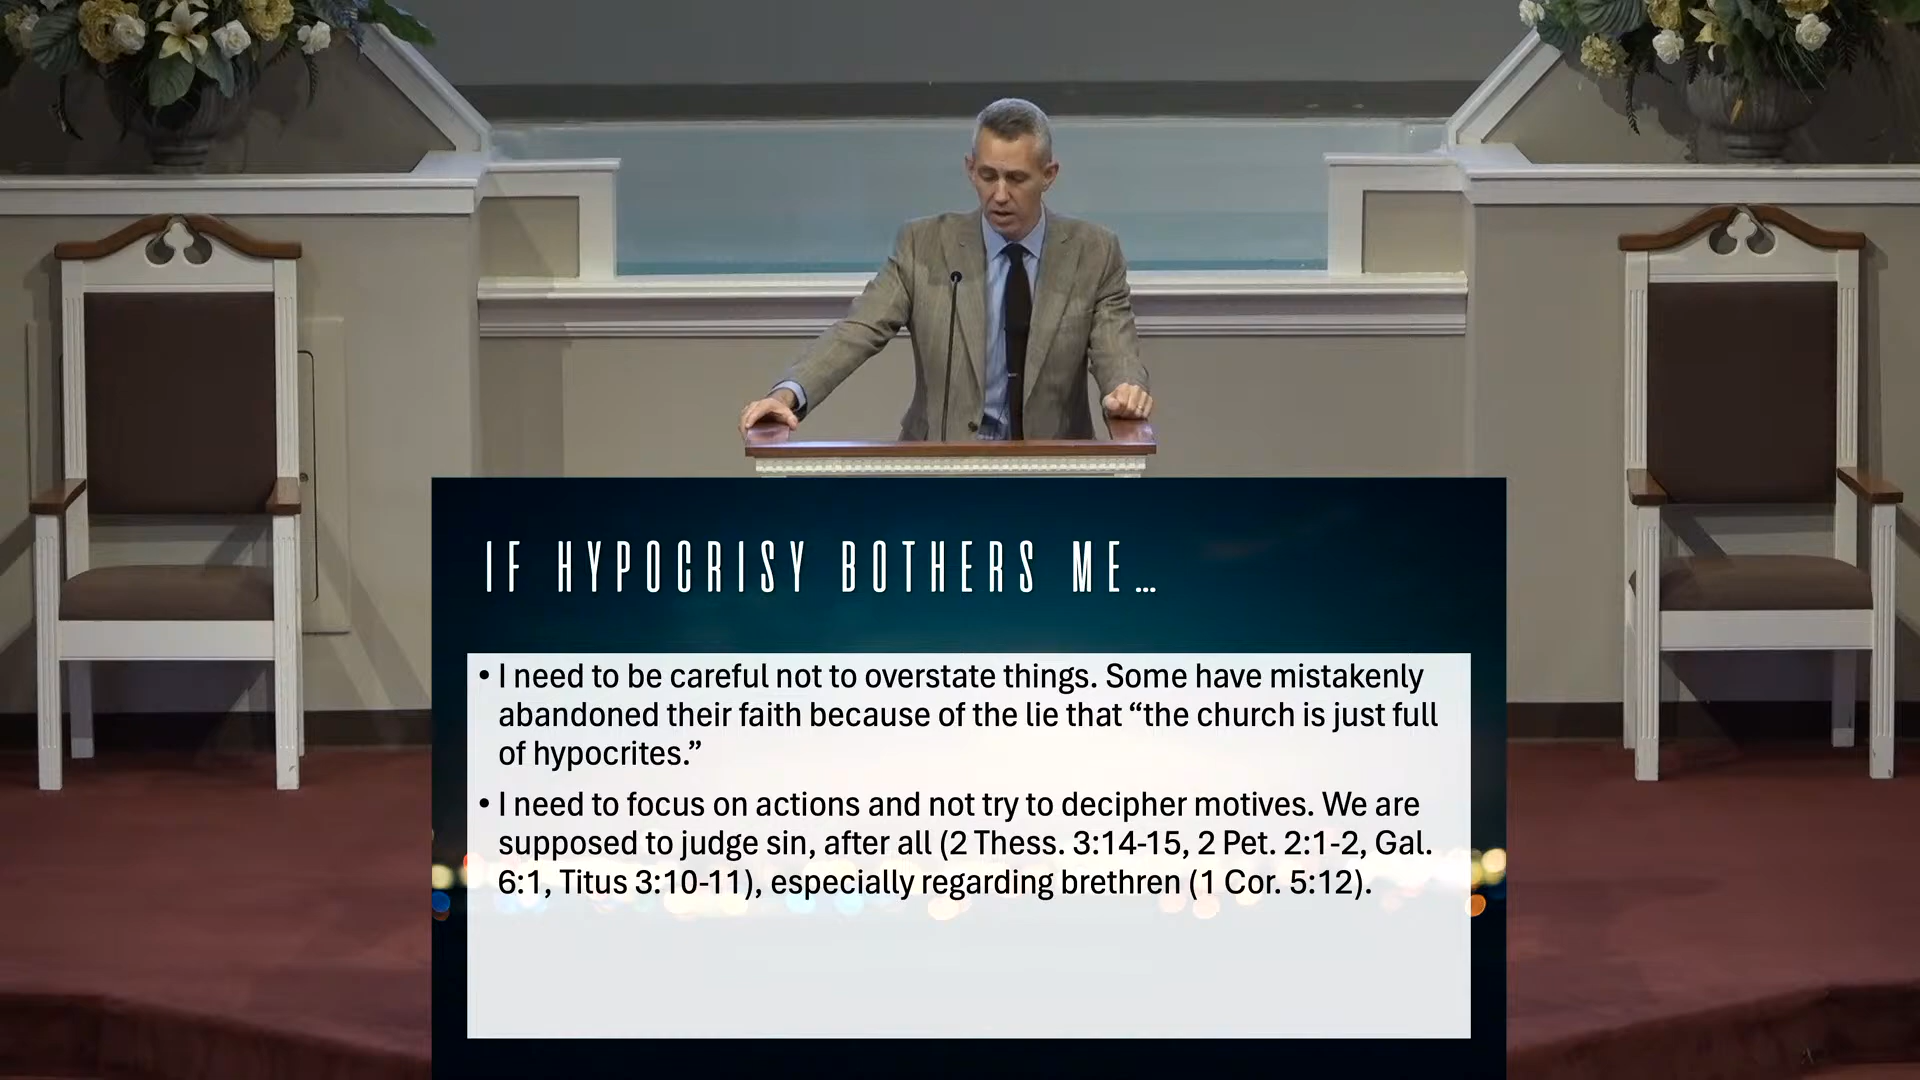 IF HYPOCRISY BOTHERS ME…
• I need to be careful not to overstate things. Some have mistakenly
abandoned their faith because of the lie that “the church is just full
of hypocrites.”
• I need to focus on actions and not try to decipher motives. We are
supposed to judge sin, after all (2 Thess. 3:14-15, 2 Pet. 2:1-2, Gal.
6:1, Titus 3:10-11), especially regarding brethren (1 Cor. 5:12).